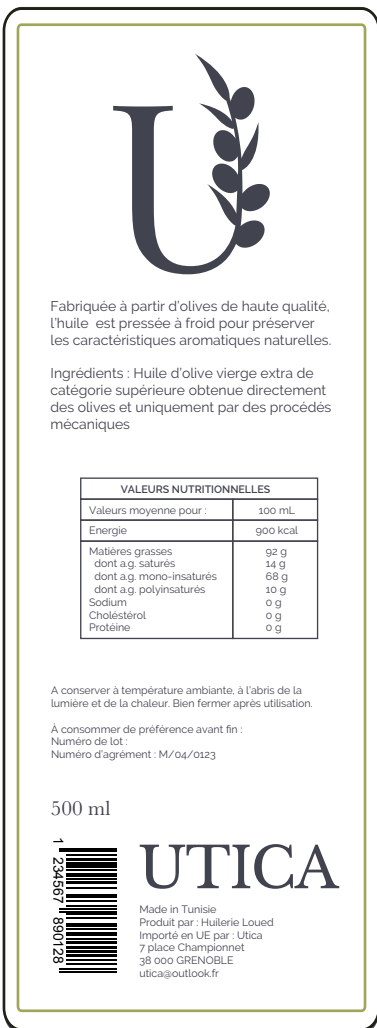 U
Fabriquée à partir d'olives de haute qualité,
l'huile est pressée à froid pour préserver
les caractéristiques aromatiques naturelles.
Ingrédients : Huile d'olive vierge extra de
catégorie supérieure obtenue directement
des olives et uniquement par des procédés
mécaniques
VALEURS NUTRITIONNELLES
Valeurs moyenne pour : 100 mL
Energie 900 kcal
Matières grasses 92 g
dont a.g. saturés 14 g
dont a.g. mono-insaturés 68 g
dont a.g. polyinsaturés 10 g
Sodium 0 g
Choléstérol 0 g
Protéine 0 g
A conserver à température ambiante, à l'abris de la
lumière et de la chaleur. Bien fermer après utilisation.
À consommer de préférence avant fin :
Numéro de lot :
Numéro d'agrément : M/04/0123
500 ml
1 234567 890128
UTICA
Made in Tunisie
Produit par : Huilerie Loued
Importé en UE par : Utica
7 place Championnet
38 000 GRENOBLE
utica@outlook.fr